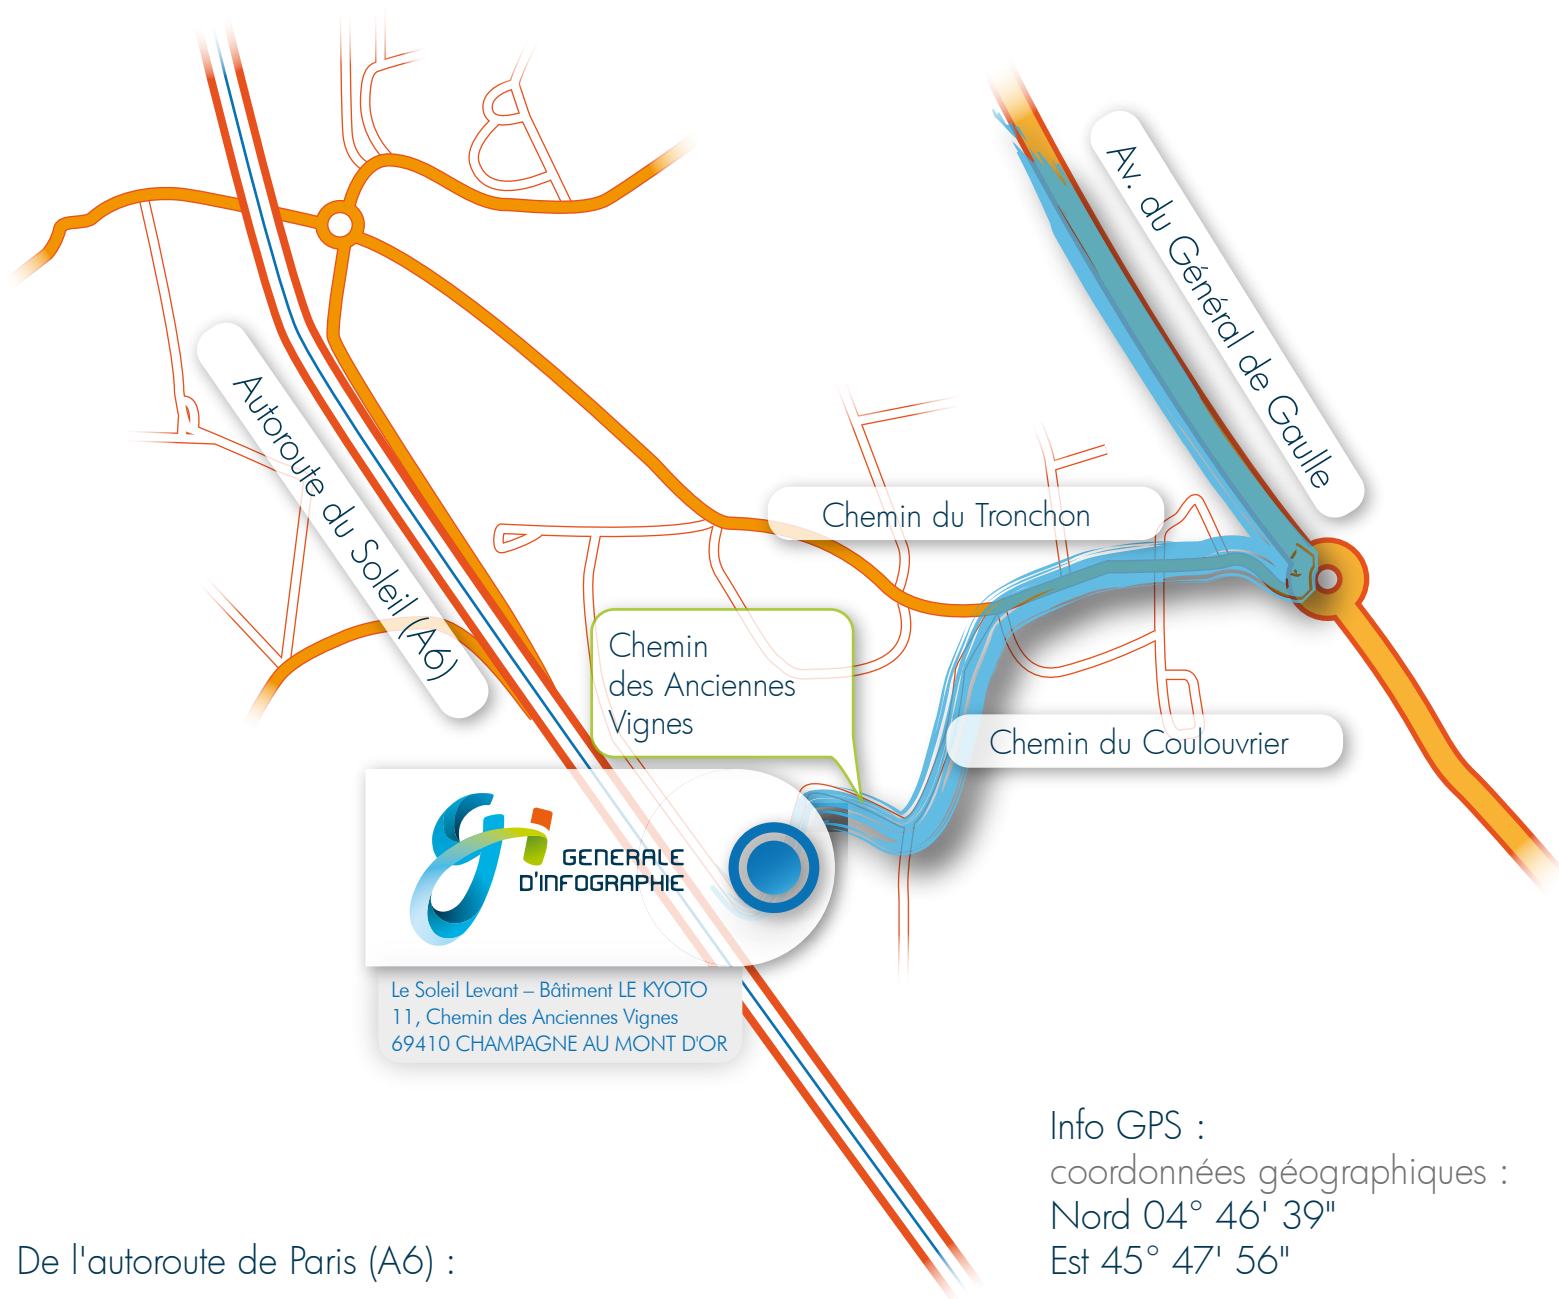 Av. du Général de Gaulle
Autoroute du Soleil (A6)
Chemin du Tronchon
Chemin
des Anciennes
Vignes
Chemin du Coulouvrier
GENERALE
D'INFOGRAPHIE
Le Soleil Levant – Bâtiment LE KYOTO
11, Chemin des Anciennes Vignes
69410 CHAMPAGNE AU MONT D'OR
Info GPS :
coordonnées géographiques :
Nord 04° 46' 39"
Est 45° 47' 56"
De l'autoroute de Paris (A6) :